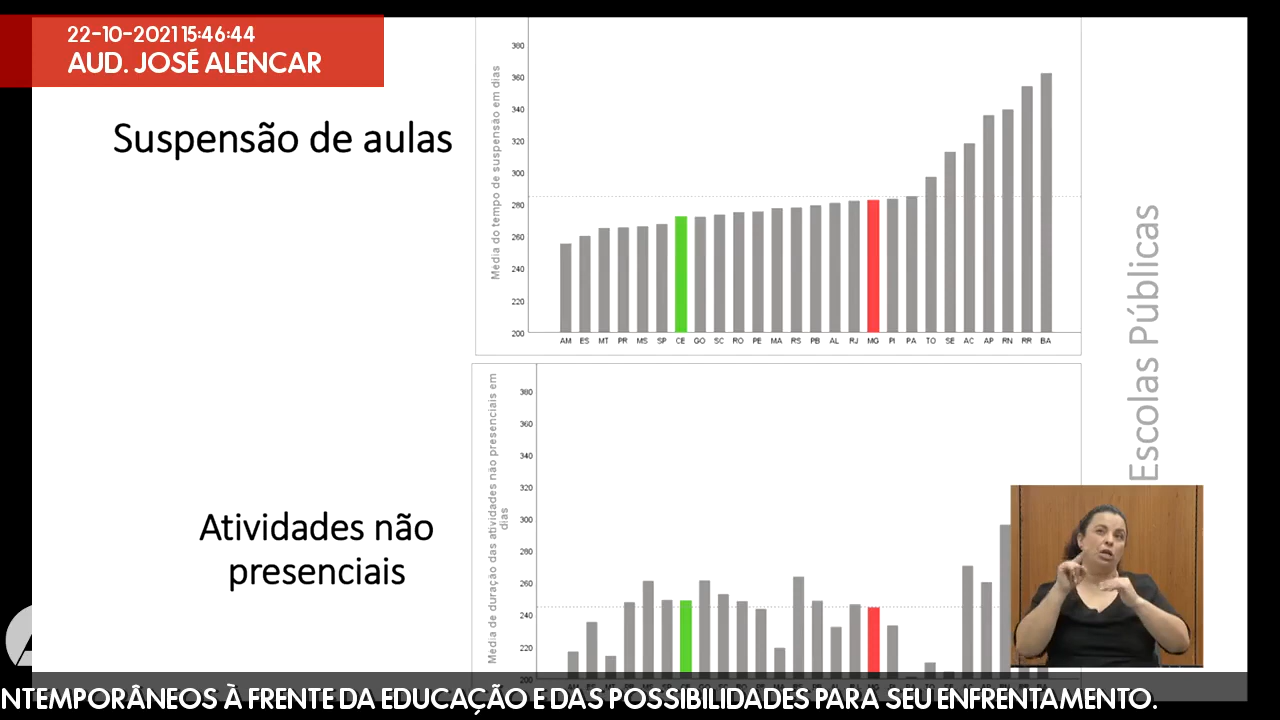 22-10-2021 15:46:44
AUD. JOSÉ ALENCAR
Suspensão de aulas
Média do tempo de suspensão em dias
380
360
340
320
300
280
260
240
220
200
AM ES MT PR MS SP CE GO SC RO PE MA RS PB AL RJ MG PI PA TO SE AC AP RN RR BA
Escolas Públicas
Atividades não
presenciais
Média de duração das atividades não presenciais em
dias
380
360
340
320
300
280
260
240
220
200
NTEMPORÂNEOS À FRENTE DA EDUCAÇÃO E DAS POSSIBILIDADES PARA SEU ENFRENTAMENTO.